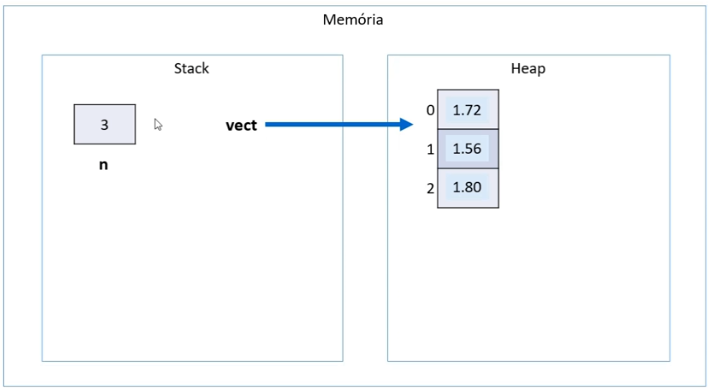 Memória
Stack
Heap
3
n
vect
0 1.72
1 1.56
2 1.80